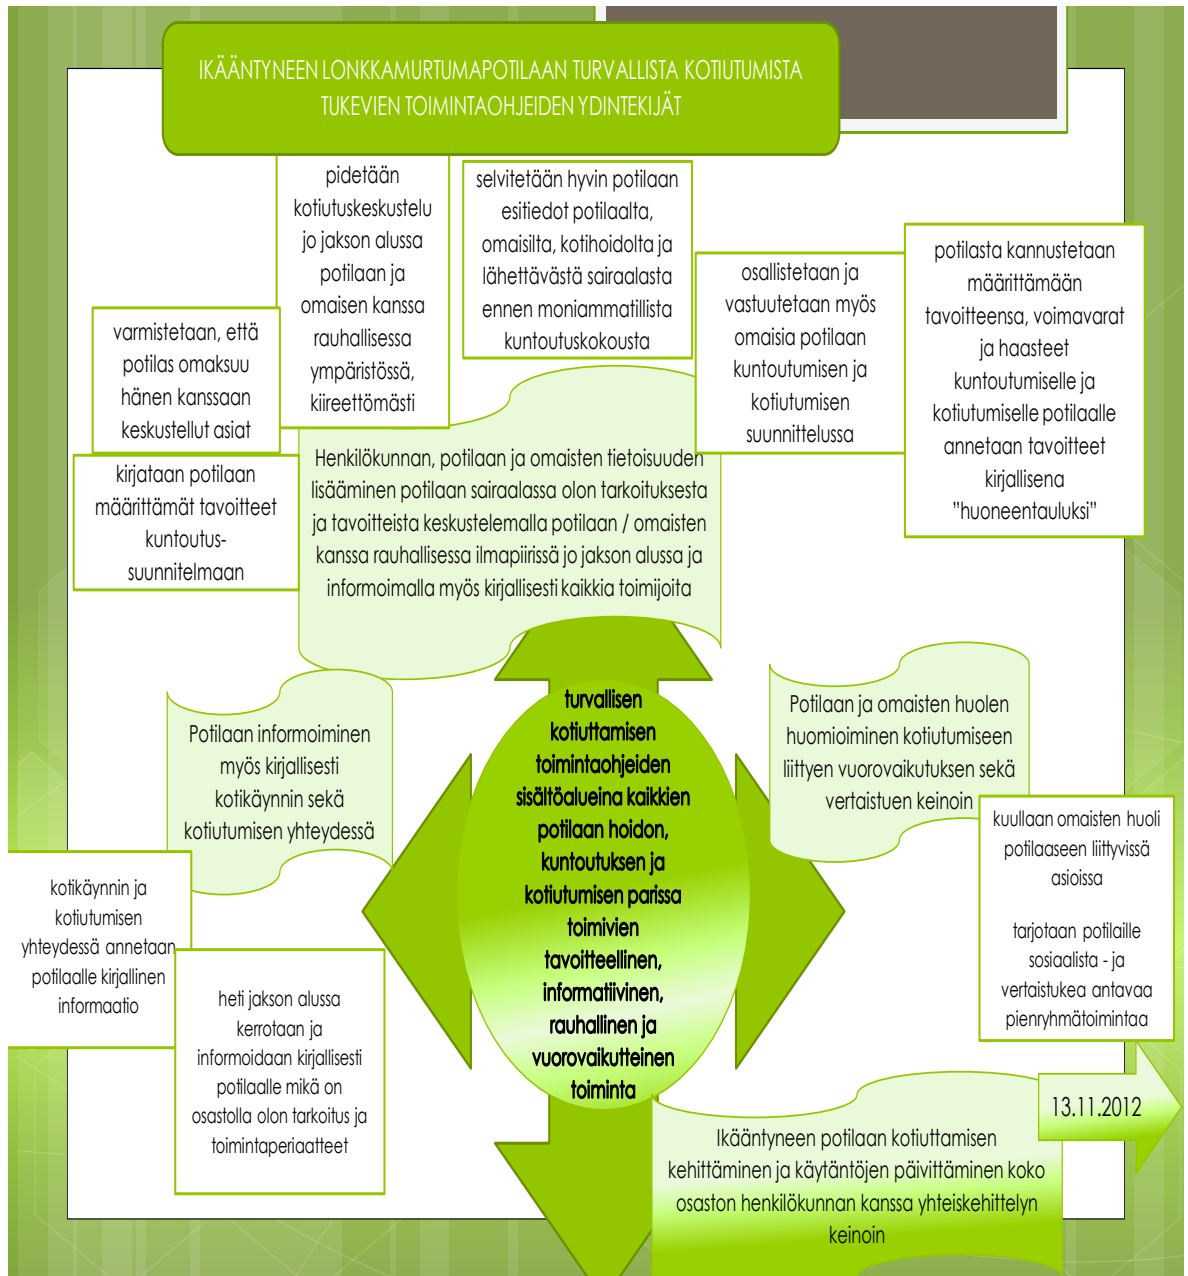 IKÄÄNTYNEEN LONKKAMURTUMAPOTILAAN TURVALLISTA KOTIUTUMISTA
TUKEVIEN TOIMINTAOHJEIDEN YDINTEKIJÄT
pidetään
kotiutuskeskustelu
jo jakson alussa
potilaan ja
omaisen kanssa
rauhallisessa
ympäristössä,
kiireettömästi
selvitetään hyvin potilaan
esitiedot potilaalta,
omaisilta, kotihoidolta ja
lähettävästä sairaalasta
ennen moniammatillista
kuntoutuskokousta
osallistetaan ja
vastuutetaan myös
omaisia potilaan
kuntoutumisen ja
kotiutumisen
suunnittelussa
potilasta kannustetaan
määrittämään
tavoitteensa, voimavarat
ja haasteet
kuntoutumiselle ja
kotiutumiselle potilaalle
annetaan tavoitteet
kirjallisena
”huoneentauluksi”
varmistetaan, että
potilas omaksuu
hänen kanssaan
keskustellut asiat
kirjataan potilaan
määrittämät tavoitteet
kuntoutus-
suunnitelmaan
Henkilökunnan, potilaan ja omaisten tietoisuuden
lisääminen potilaan sairaalassa olon tarkoituksesta
ja tavoitteista keskustelemalla potilaan / omaisten
kanssa rauhallisessa ilmapiirissä jo jakson alussa ja
informoimalla myös kirjallisesti kaikkia toimijoita
Potilaan informoiminen
myös kirjallisesti
kotikäynnin sekä
kotiutumisen yhteydessä
turvallisen
kotiuttamisen
toimintaohjeiden
sisältöalueina kaikkien
potilaan hoidon,
kuntoutuksen ja
kotiutumisen parissa
toimivien
tavoitteellinen,
informatiivinen,
rauhallinen ja
vuorovaikutteinen
toiminta
Potilaan ja omaisten huolen
huomioiminen kotiutumiseen
liittyen vuorovaikutuksen sekä
vertaistuen keinoin
kuullaan omaisten huoli
potilaaseen liittyvissä
asioissa
tarjotaan potilaille
sosiaalista - ja
vertaistukea antavaa
pienryhmätoimintaa
kotikäynnin ja
kotiutumisen
yhteydessä annetaan
potilaalle kirjallinen
informaatio
heti jakson alussa
kerrotaan ja
informoidaan kirjallisesti
potilaalle mikä on
osastolla olon tarkoitus ja
toimintaperiaatteet
13.11.2012
Ikääntyneen potilaan kotiuttamisen
kehittäminen ja käytäntöjen päivittäminen koko
osaston henkilökunnan kanssa yhteiskehittelyn
keinoin